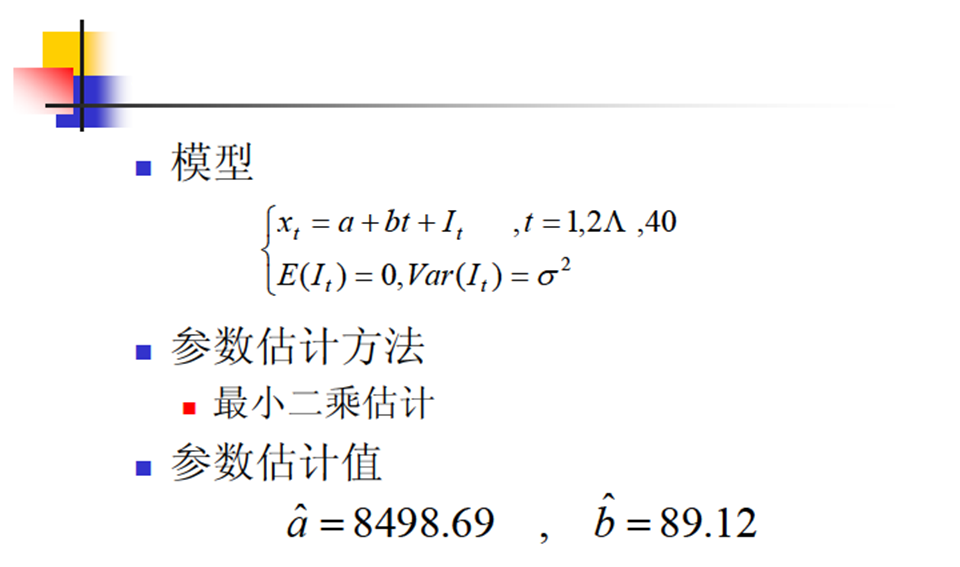 模型
x_t = a + bt + I_t ,t = 1,2Λ ,40
E(I_t) = 0,Var(I_t) = σ²
参数估计方法
最小二乘估计
参数估计值
â = 8498.69 , b̂ = 89.12